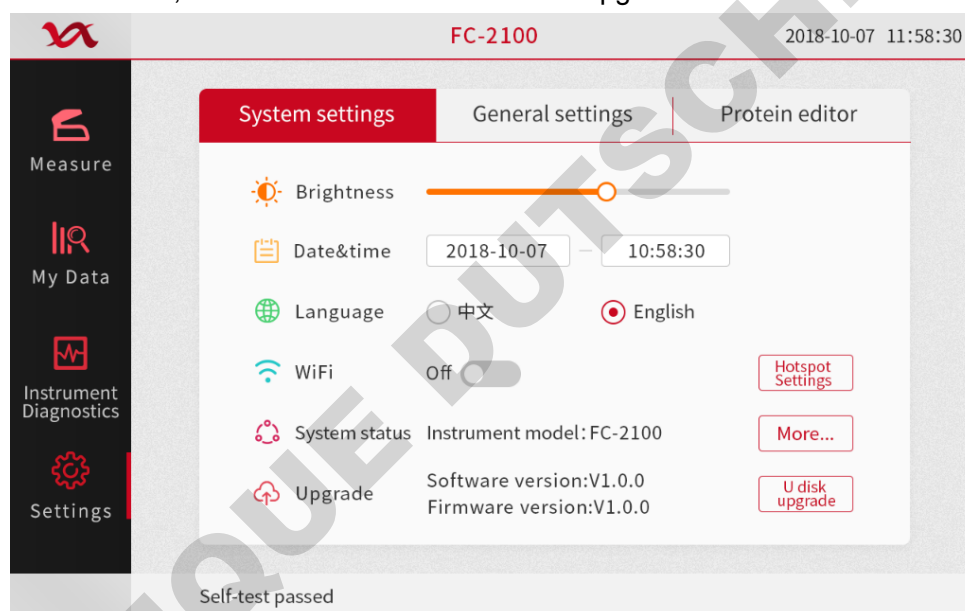 FC-2100 2018-10-07 11:58:30
System settings General settings Protein editor
Measure
Brightness
Date&time 2018-10-07 – 10:58:30
My Data
Language 中文 English
WiFi Off Hotspot Settings
Instrument Diagnostics
System status Instrument model:FC-2100 More...
Upgrade Software version:V1.0.0
Firmware version:V1.0.0
U disk upgrade
Settings
Self-test passed
QUE DUTSCH